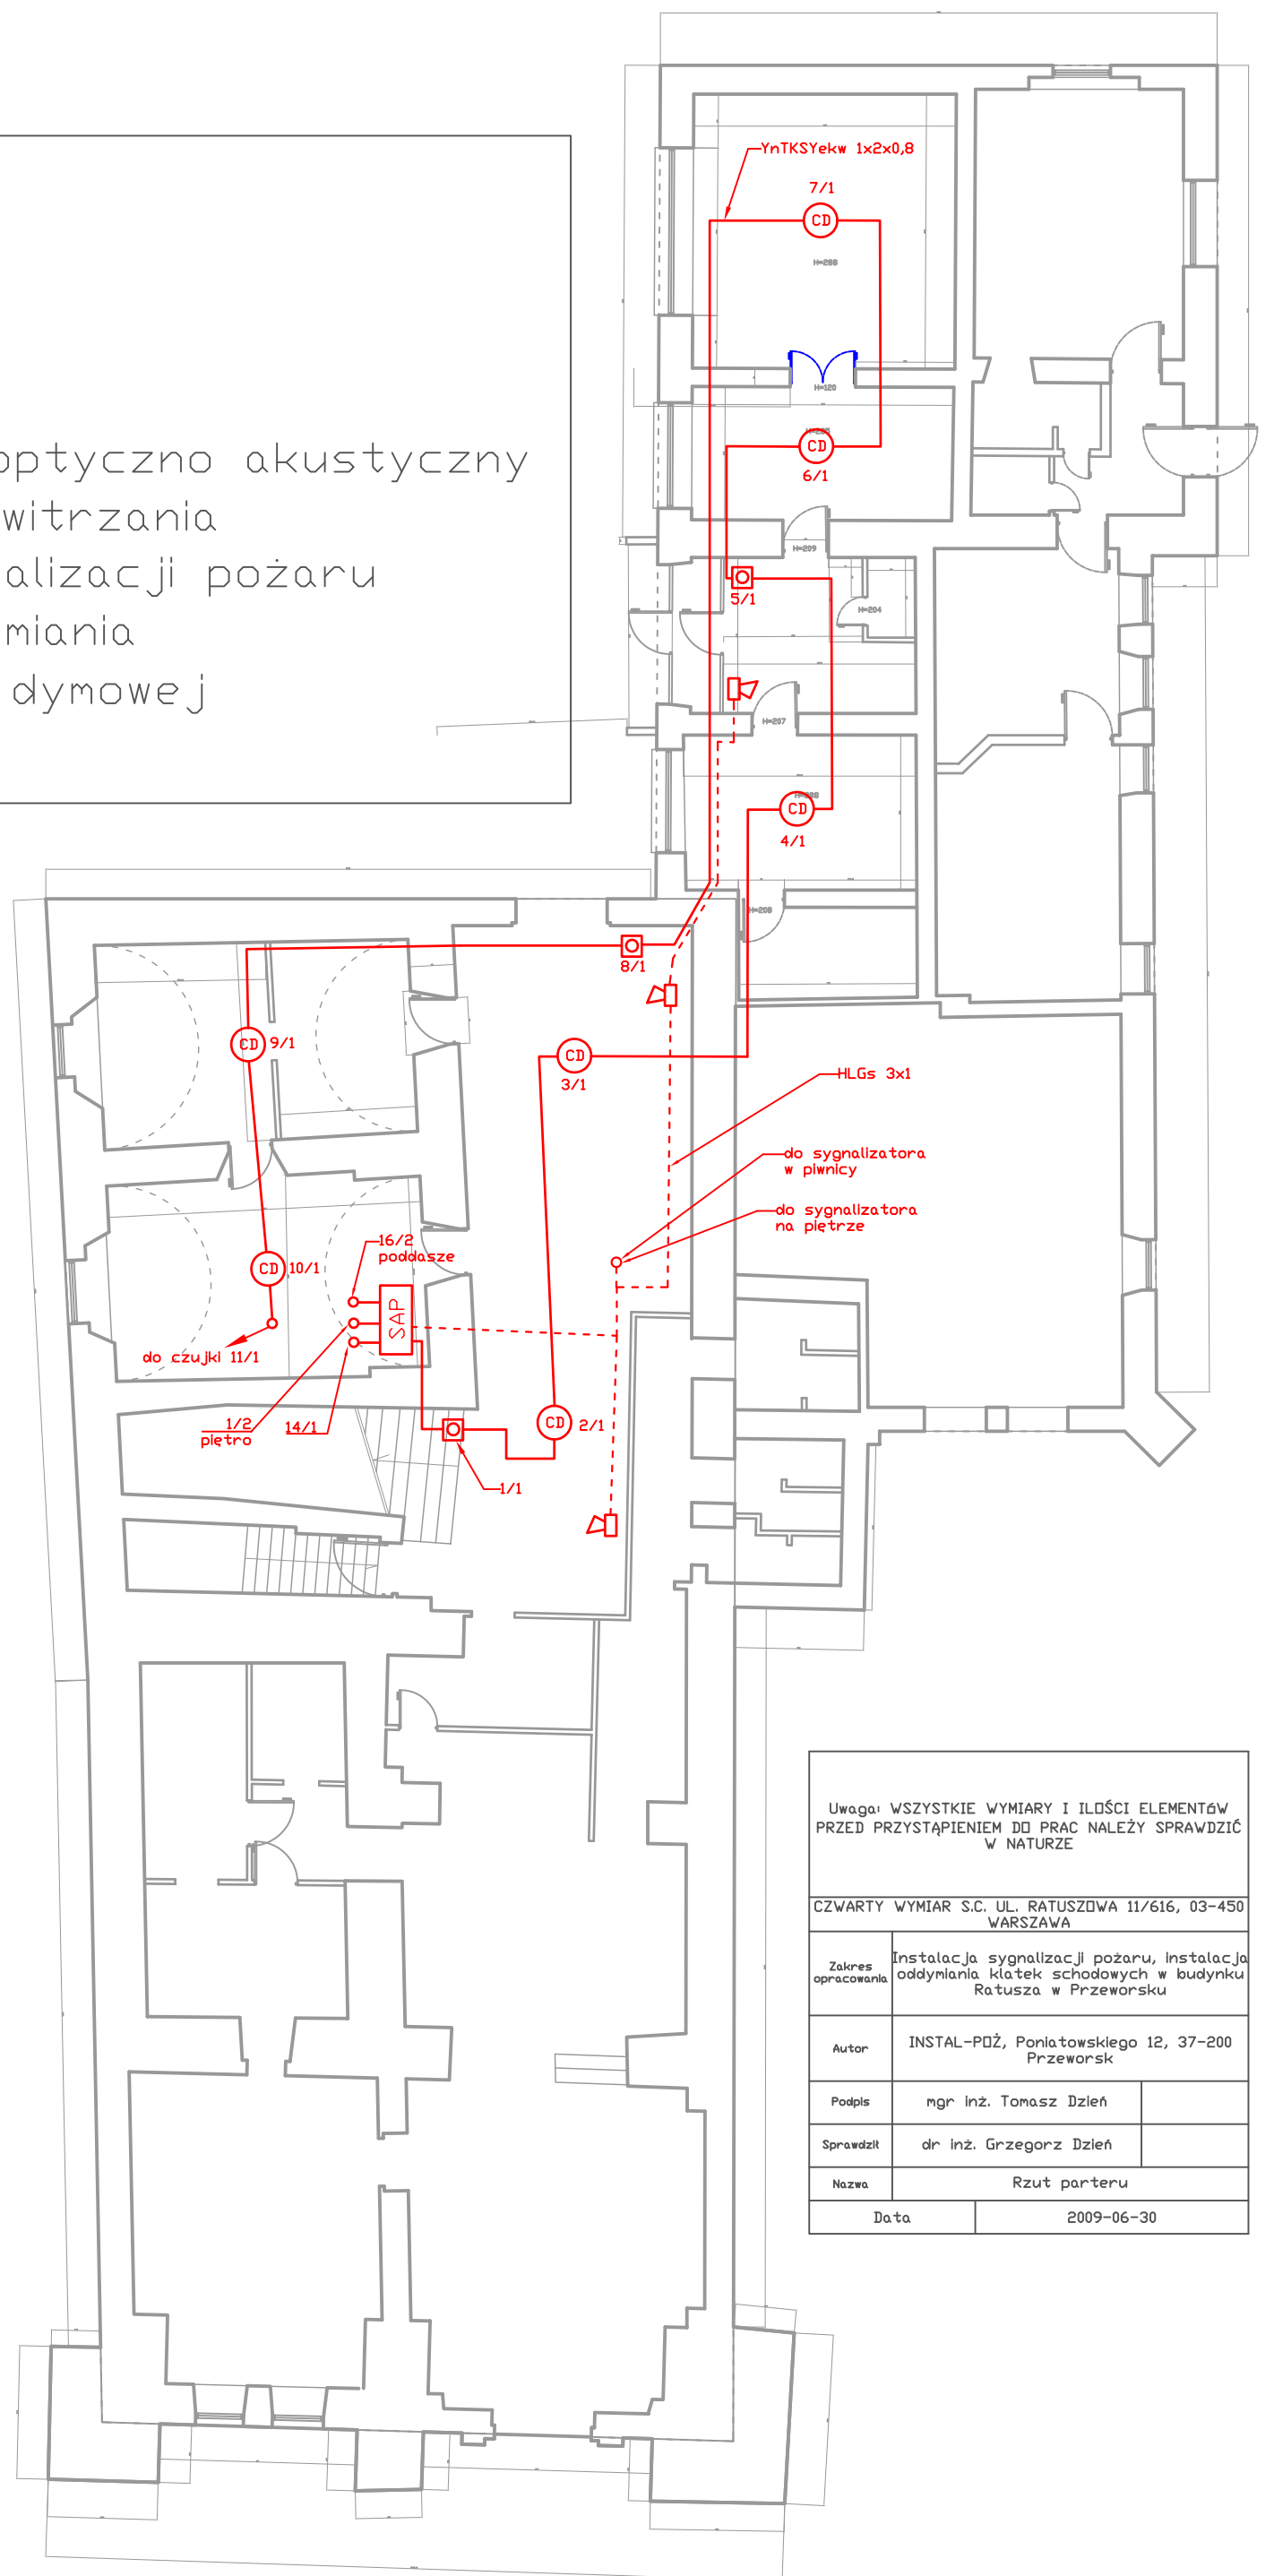 YnTKSYekw 1x2x0,8
7/1
CD
H=288
H=120
CD
6/1
H=209
5/1
H=204
H=207
CD
4/1
H=208
optyczno akustyczny
witrzania
alizacji pożaru
miania
dymowej
8/1
CD
9/1
CD
3/1
HLGs 3x1
do sygnalizatora
w piwnicy
do sygnalizatora
na piętrze
16/2
poddasze
CD
10/1
SAP
do czujki 11/1
1/2
piętro
14/1
CD
2/1
1/1
Uwaga: WSZYSTKIE WYMIARY I ILOŚCI ELEMENTóW
PRZED PRZYSTĄPIENIEM DO PRAC NALEŻY SPRAWDZIĆ
W NATURZE
CZWARTY WYMIAR S.C. UL. RATUSZOWA 11/616, 03-450
WARSZAWA
Zakres
opracowania
Instalacja sygnalizacji pożaru, instalacja
oddymiania klatek schodowych w budynku
Ratusza w Przeworsku
Autor
INSTAL-POŻ, Poniatowskiego 12, 37-200
Przeworsk
Podpis
mgr inż. Tomasz Dzień
Sprawdził
dr inż. Grzegorz Dzień
Nazwa
Rzut parteru
Data
2009-06-30